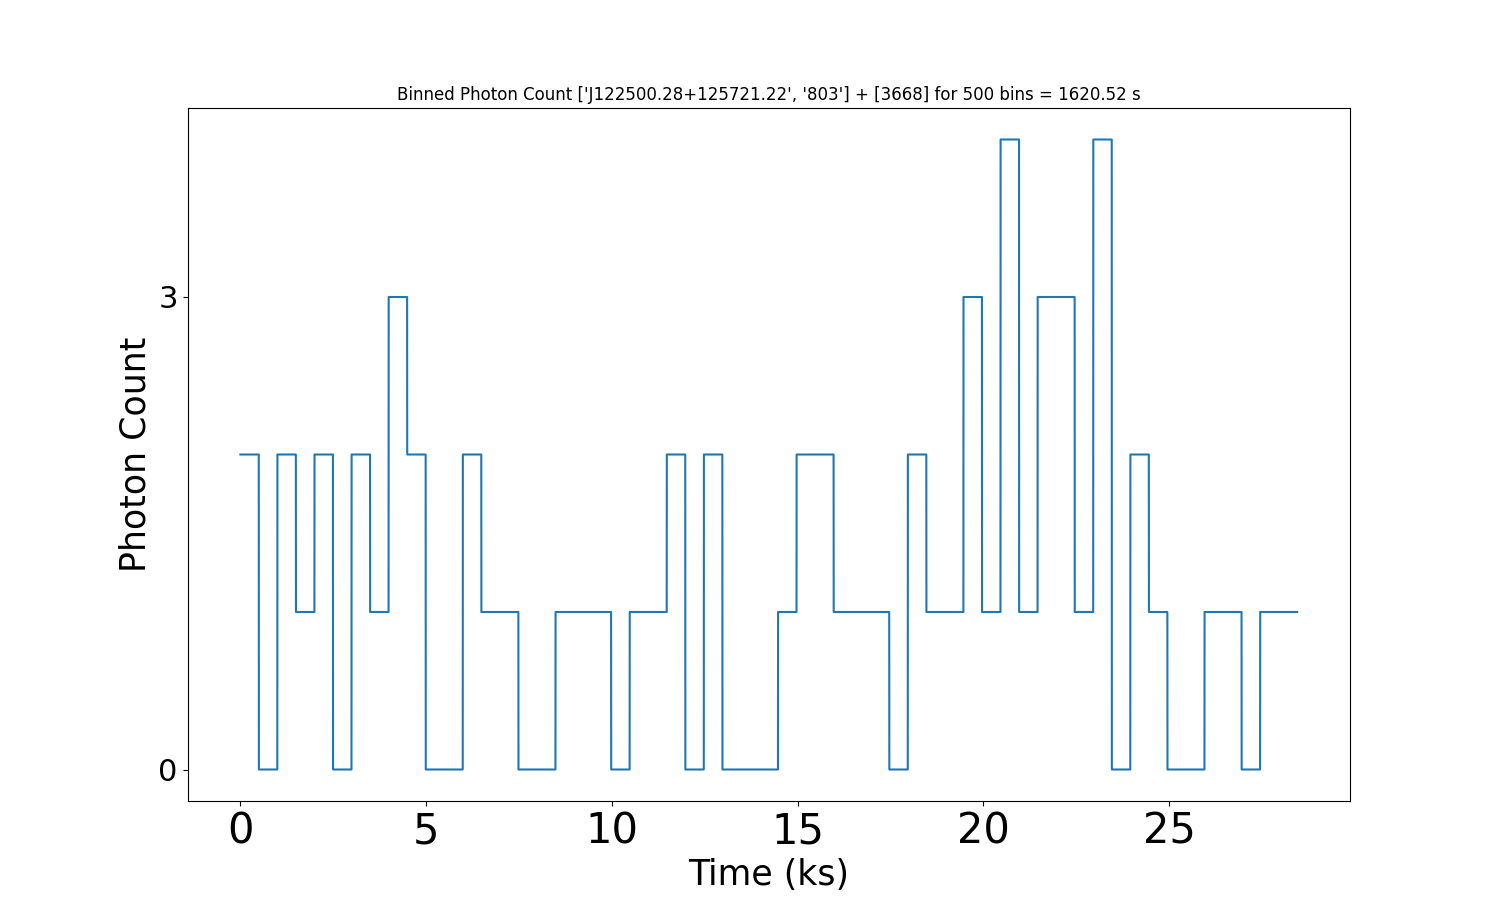 Binned Photon Count ['J122500.28+125721.22', '803'] + [3668] for 500 bins = 1620.52 s
Photon Count
3
0
0 5 10 15 20 25
Time (ks)